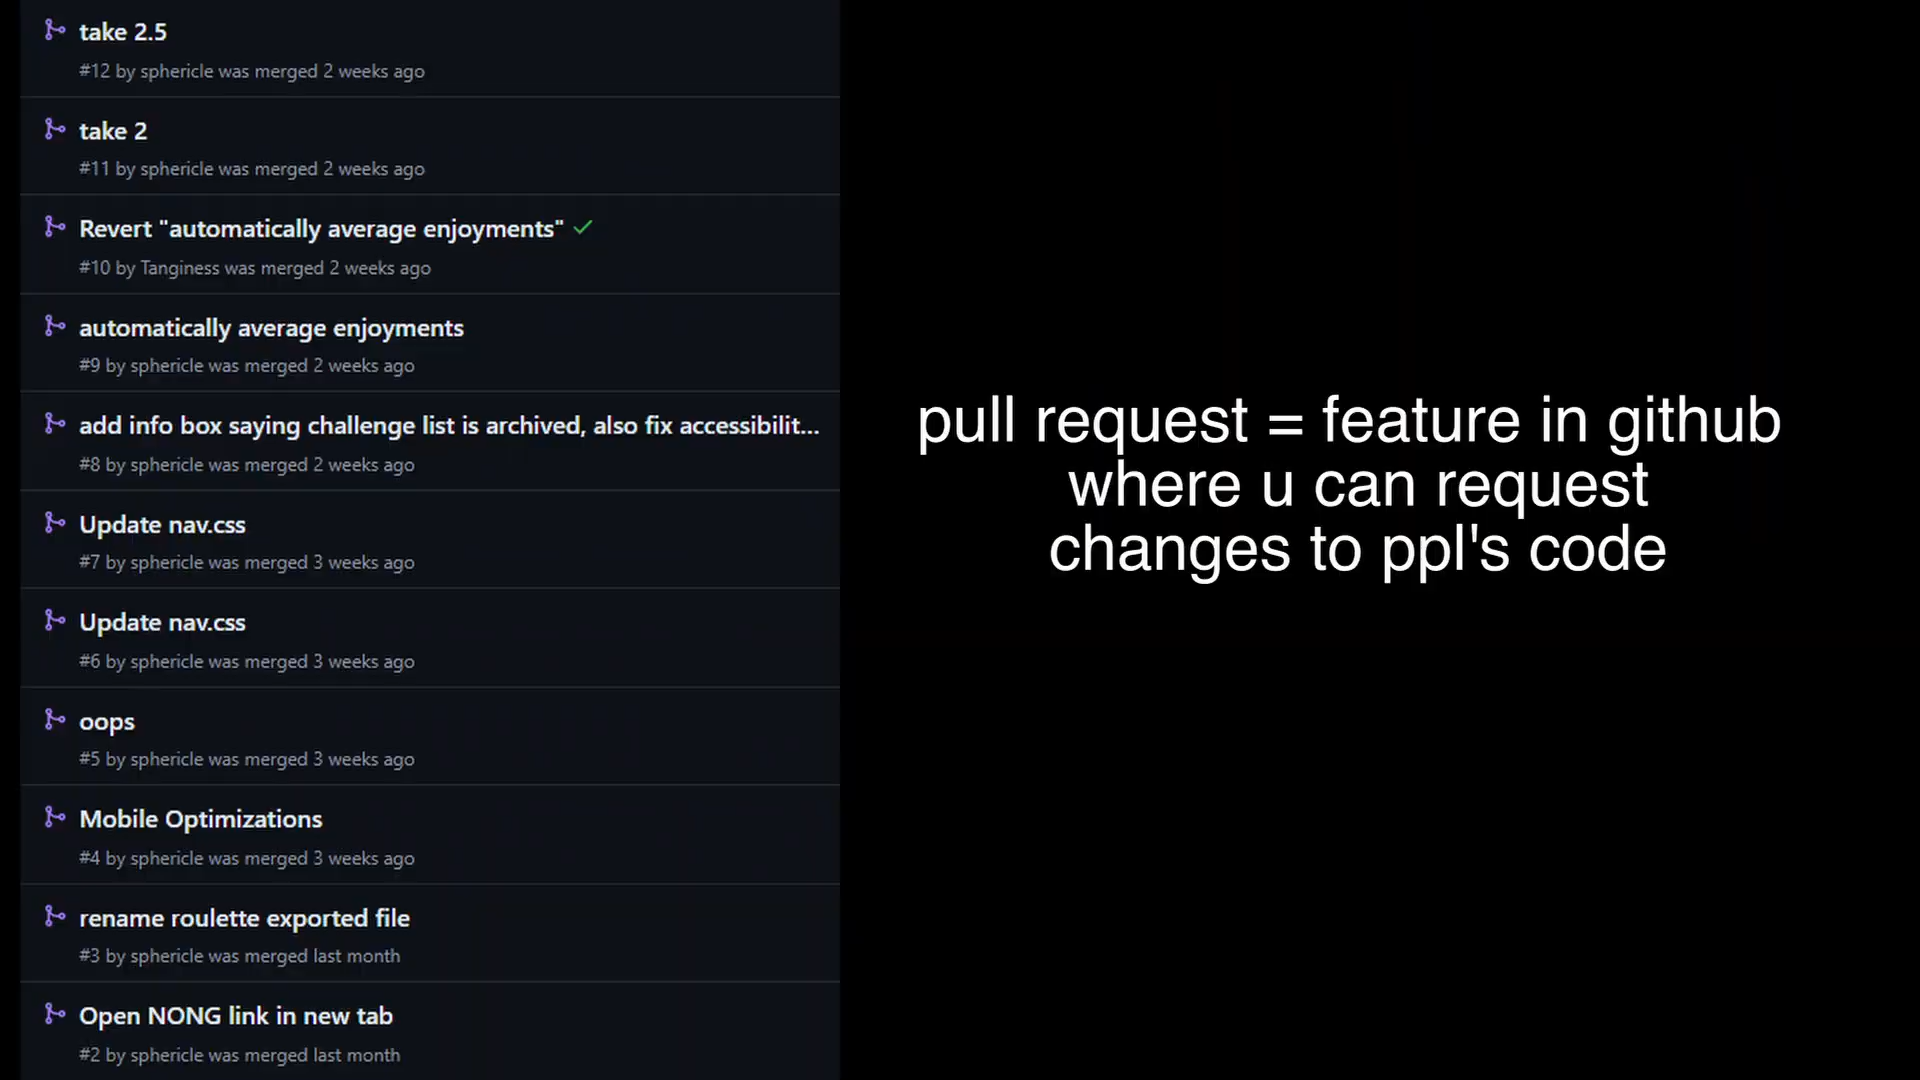 take 2.5
#12 by sphericle was merged 2 weeks ago
take 2
#11 by sphericle was merged 2 weeks ago
Revert "automatically average enjoyments"
#10 by Tanginess was merged 2 weeks ago
automatically average enjoyments
#9 by sphericle was merged 2 weeks ago
add info box saying challenge list is archived, also fix accessibilit...
#8 by sphericle was merged 2 weeks ago
Update nav.css
#7 by sphericle was merged 3 weeks ago
Update nav.css
#6 by sphericle was merged 3 weeks ago
oops
#5 by sphericle was merged 3 weeks ago
Mobile Optimizations
#4 by sphericle was merged 3 weeks ago
rename roulette exported file
#3 by sphericle was merged last month
Open NONG link in new tab
#2 by sphericle was merged last month
pull request = feature in github
where u can request
changes to ppl's code